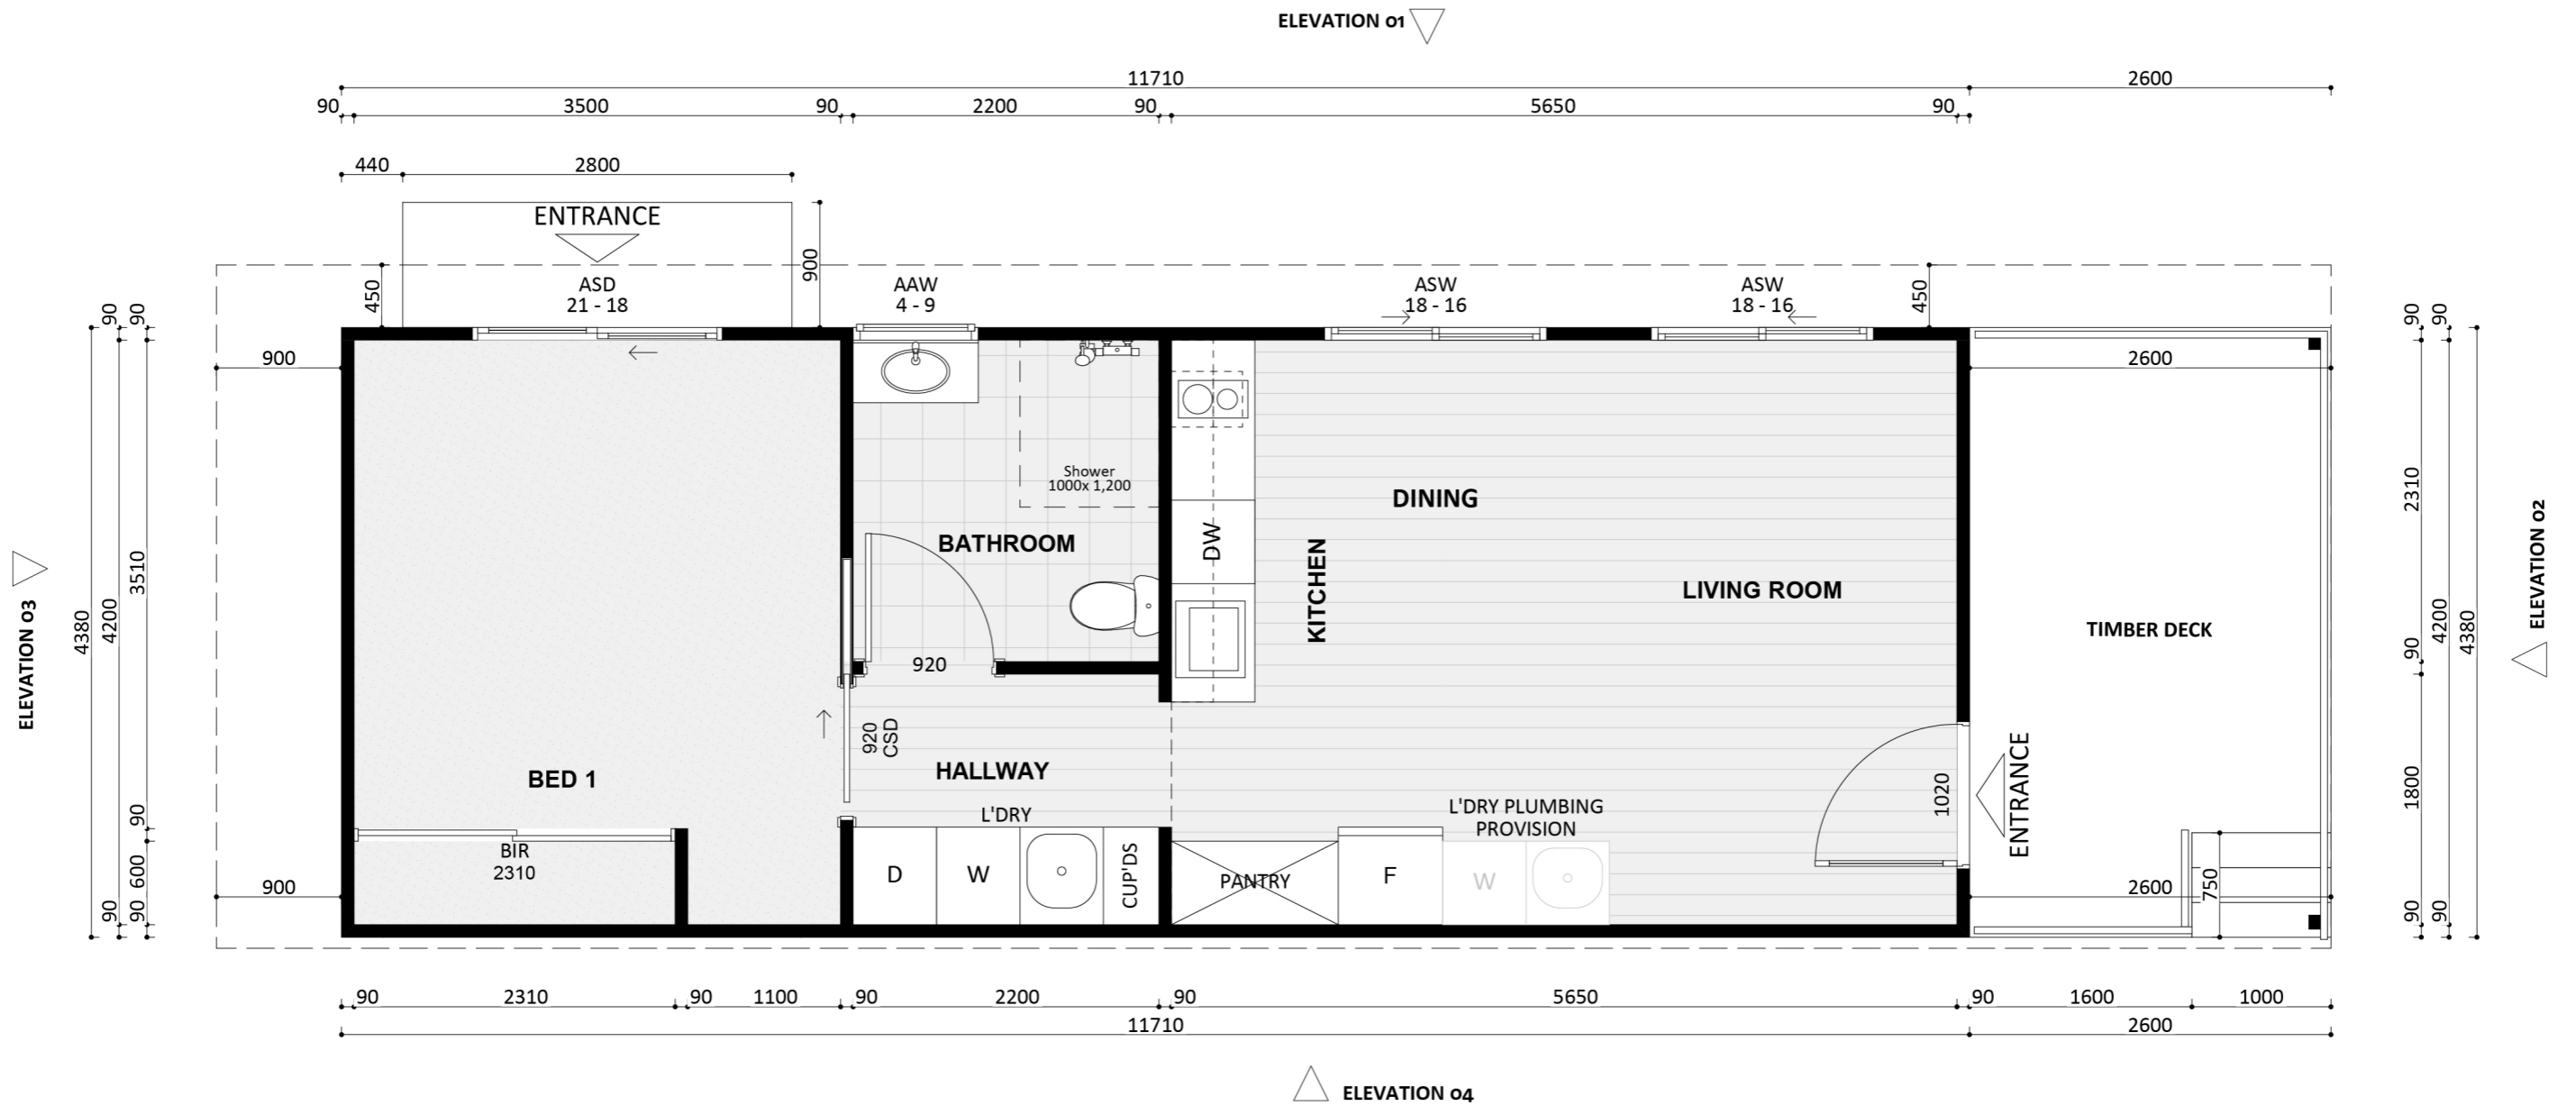 ELEVATION 01
11710 2600
90 3500 90 2200 90 5650 90
440 2800
ENTRANCE
900
450
ASD
21 - 18
AAW
4 - 9
ASW
18 - 16
ASW
18 - 16
450
90 90
90 90
900
2600
ELEVATION 03
4380
4200
3510
90
600
90 90
Shower
1000x 1,200
BATHROOM
920
DW
KITCHEN
DINING
LIVING ROOM
TIMBER DECK
2310
90
1800
90 90
4200
4380
ELEVATION 02
920
CSD
BED 1
HALLWAY
L'DRY
L'DRY PLUMBING
PROVISION
1020
ENTRANCE
BIR
2310
900
D
W
CUP'DS
PANTRY
F
W
2600
750
90 2310 90 1100 90 2200 90 5650 90 1600 1000
11710 2600
ELEVATION 04